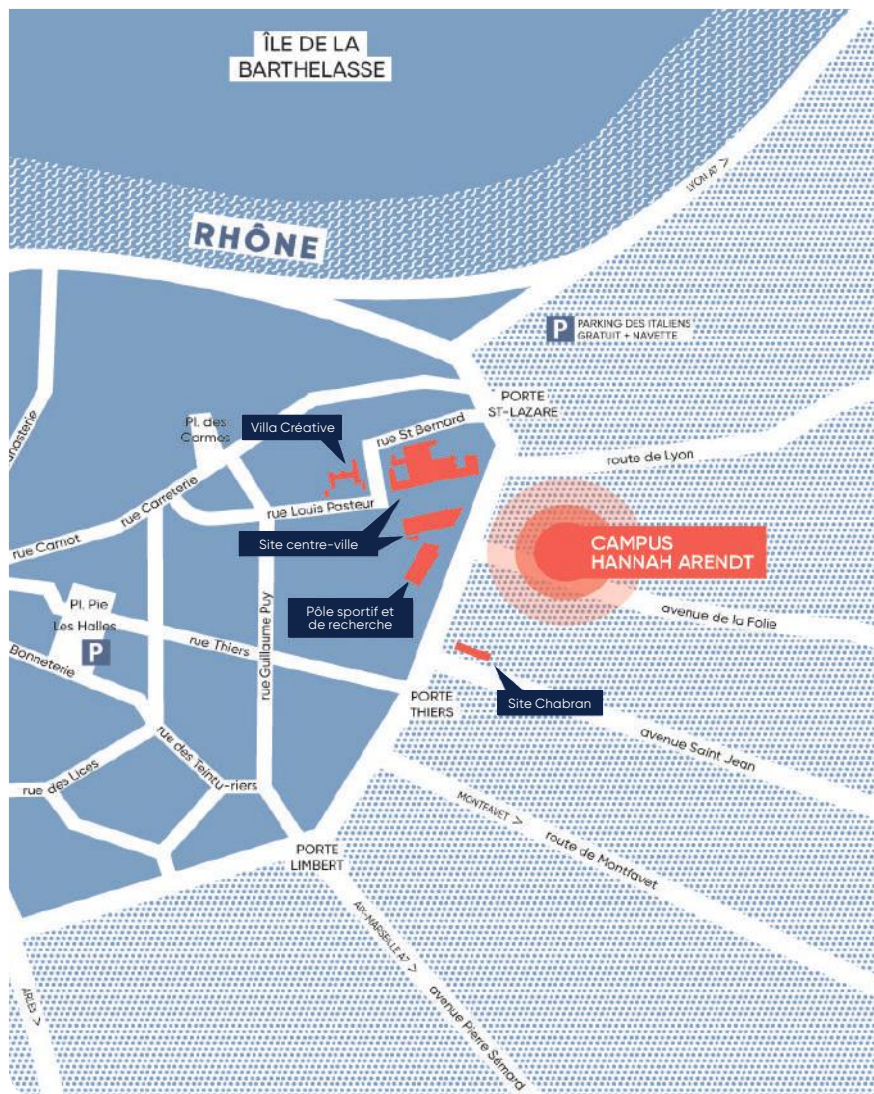 ÎLE DE LA
BARTHELASSE
LYON A7 >
RHÔNE
P PARKING DES ITALIENS
GRATUIT + NAVETTE
PORTE
ST-LAZARE
Pl. des
Carmes
Villa Créative
rue St Bernard
route de Lyon
rue Carreterie
rue Louis Pasteur
rue Carnot
Site centre-ville
CAMPUS
HANNAH ARENDT
Pl. Pie
Les Halles
P
Pôle sportif et
de recherche
avenue de la Folie
rue Guillaume Puy
rue Thiers
Bonneterie
PORTE
THIERS
Site Chabran
avenue Saint Jean
rue des Lices
rue des Teintu-riers
MONTFAVET >
route de Montfavet
PORTE
LIMBERT
AIX-MARSEILLE A7 >
avenue Pierre Sémard
ARLES >